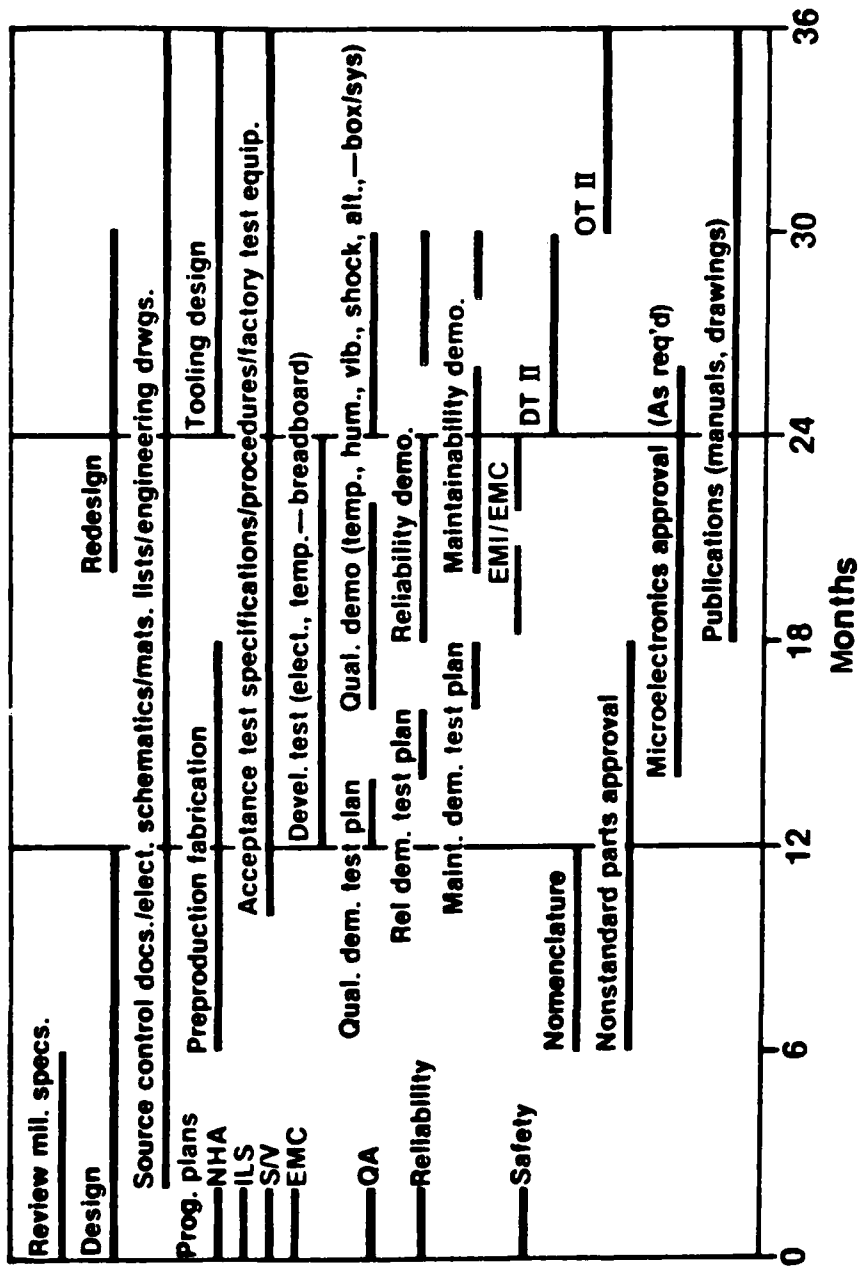 Review mil. specs.
Design
Redesign
Source control docs./elect. schematics/mats. lists/engineering drwgs.
Prog. plans
NHA
Preproduction fabrication
Tooling design
ILS
S/V
Acceptance test specifications/procedures/factory test equip.
EMC
Devel. test (elect., temp.—breadboard)
QA
Qual. dem. test plan
Qual. demo (temp., hum., vib., shock, alt.,—box/sys)
Reliability
Rel dem. test plan
Reliability demo.
Maint. dem. test plan
Maintainability demo.
Safety
EMI/EMC
DT II
Nomenclature
OT II
Nonstandard parts approval
Microelectronics approval (As req'd)
Publications (manuals, drawings)
0 6 12 18 24 30 36
Months